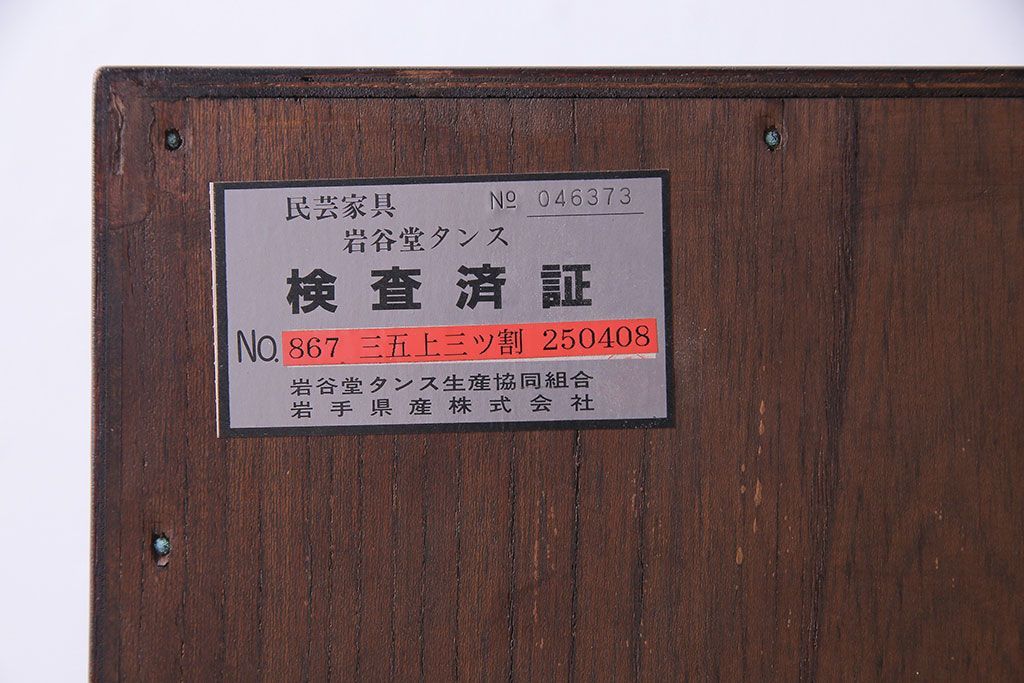 民芸家具 Nº 046373
岩谷堂タンス
検査済証
No. 867 三五上三ツ割 250408
岩谷堂タンス生産協同組合
岩手県産株式会社